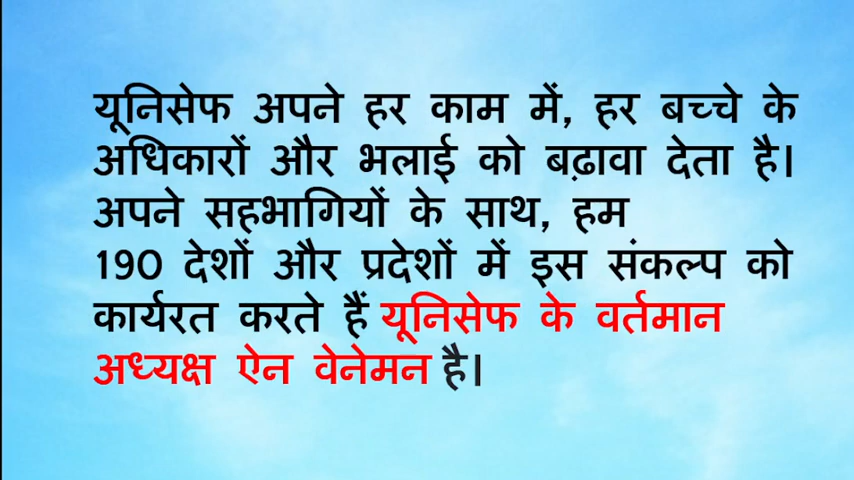 यूनिसेफ अपने हर काम में, हर बच्चे के
अधिकारों और भलाई को बढ़ावा देता है।
अपने सहभागियों के साथ, हम
190 देशों और प्रदेशों में इस संकल्प को
कार्यरत करते हैं यूनिसेफ के वर्तमान
अध्यक्ष ऐन वेनेमन है।